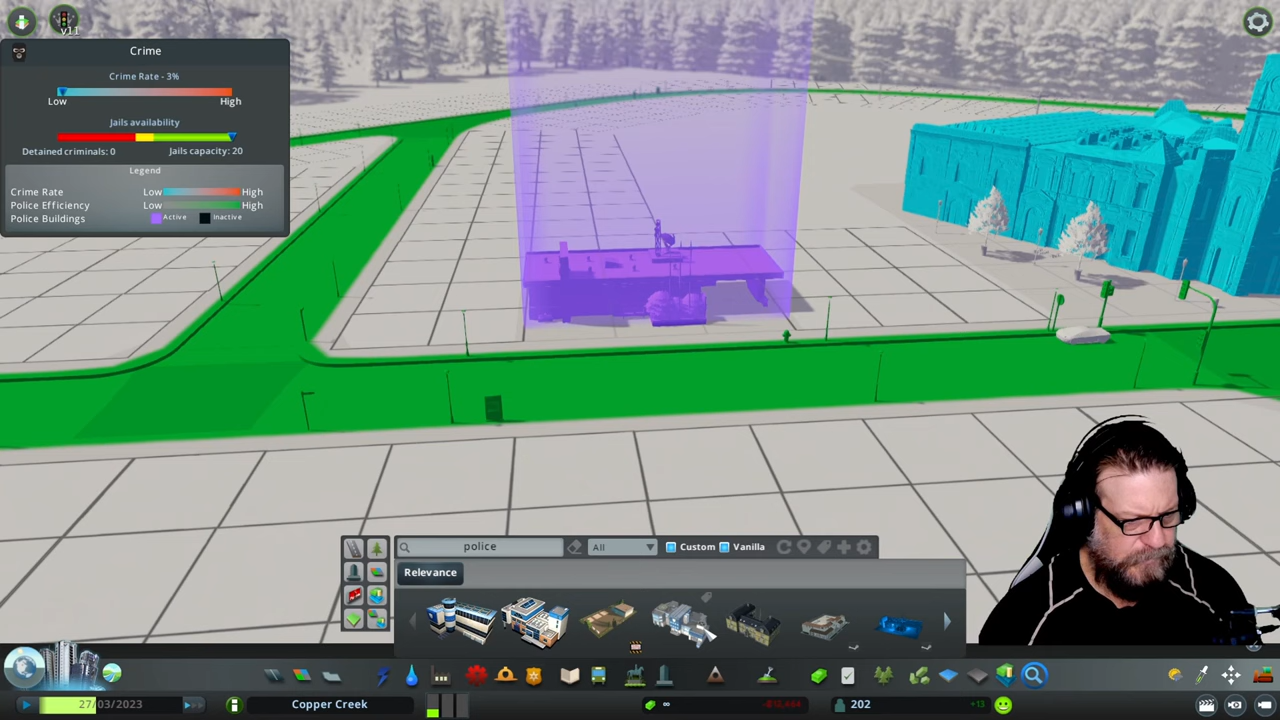 v11
Crime
Crime Rate - 3%
Low High
Jails availability
Detained criminals: 0 Jails capacity: 20
Legend
Crime Rate Low High
Police Efficiency Low High
Police Buildings Active Inactive
police All Custom Vanilla
Relevance
27/03/2023 Copper Creek ∞ 202 +13